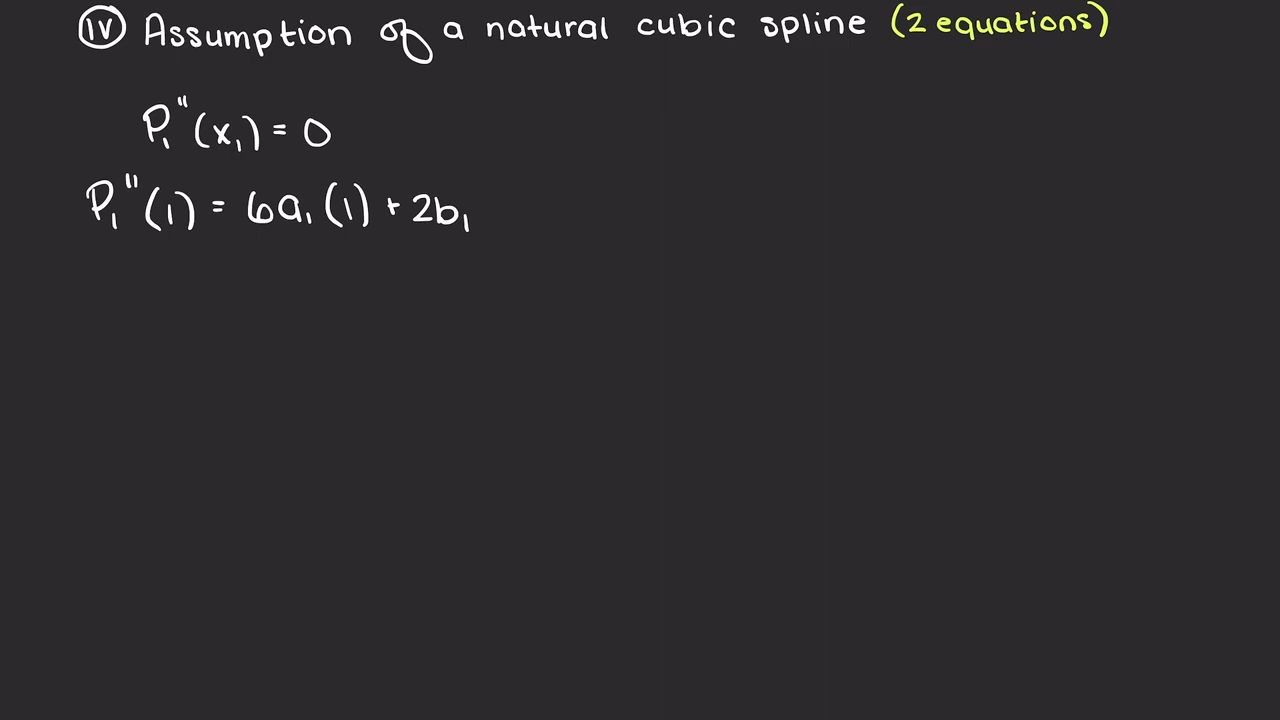 (IV) Assumption of a natural cubic spline (2 equations)
P₁''(x₁) = 0
P₁''(1) = 6a₁(1) + 2b₁